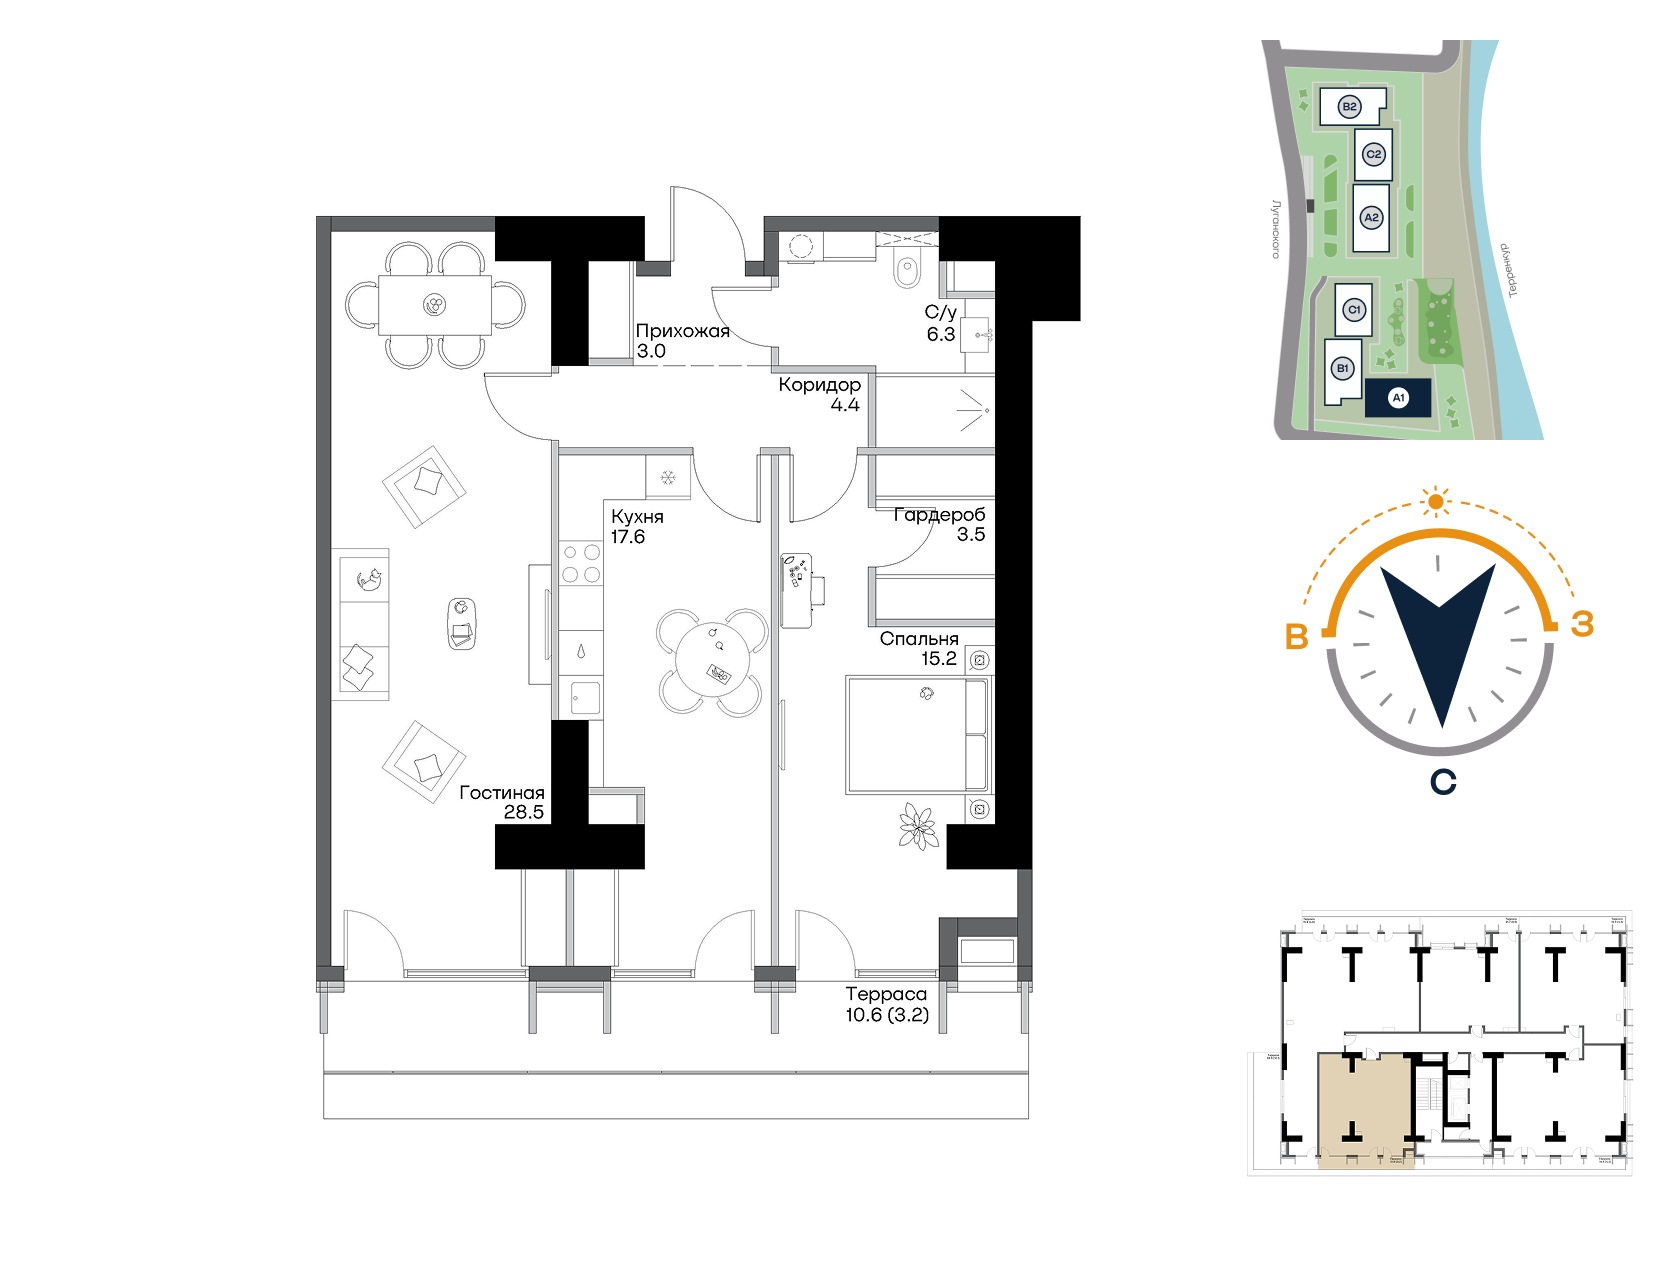 Прихожая
3.0
С/у
6.3
Коридор
4.4
Кухня
17.6
Гардероб
3.5
Спальня
15.2
Гостиная
28.5
Терраса
10.6 (3.2)
B2
C2
A2
C1
B1
A1
Луганского
Терренкур
В
З
С